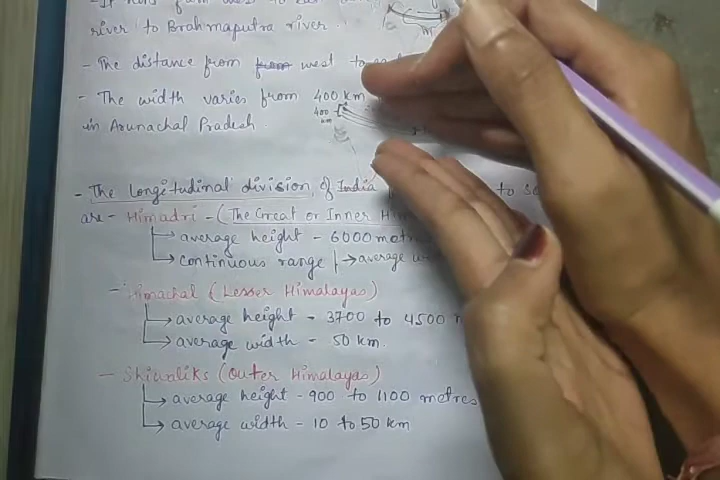 river to Brahmaputra river.
- The distance from west to
- The width varies from 400 km
400 km
in Arunachal Pradesh
- The longitudinal division of India to
are - Himadri - (The Great or Inner
→ average height - 6000 metre
→ continuous range | → average
- Himachal (Lesser Himalayas)
→ average height - 3700 to 4500
→ average width - 50 km.
- Shivaliks (Outer Himalayas)
→ average height - 900 to 1100 metres
→ average width - 10 to 50 km